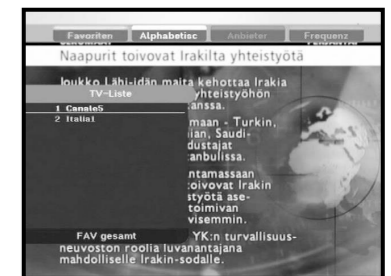 Favoriten Alphabetisc Anbieter Frequenz
Naapurit toivovat Irakilta yhteistyötä
Joukko Lähi-idän maita kehottaa Irakia
TV-Liste yhteistyöhön
1 Canale5 anssa.
2 Italia1
maan - Turkin,
ian, Saudi-
dustajat
tanbulissa.
ntamassaan
toivovat Irakin
styötä ase-
toimivan
visemmin.
FAV gesamt YK:n turvallisuus-
neuvoston roolia luvanantajana
mahdolliselle Irakin-sodalle.